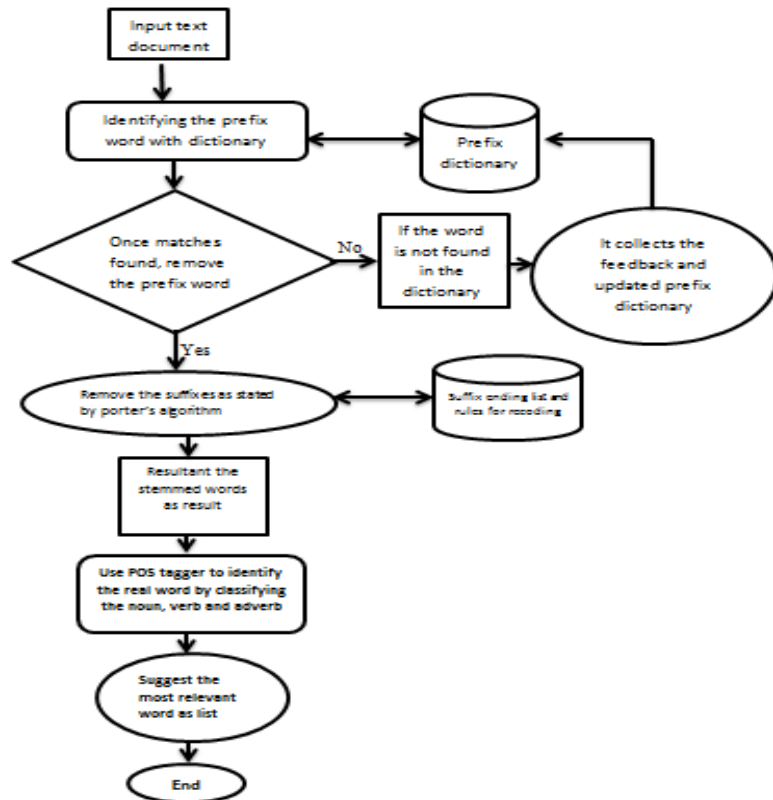 Input text
document
Identifying the prefix
word with dictionary
Prefix
dictionary
Once matches
found, remove
the prefix word
No
If the word
is not found
in the
dictionary
It collects the
feedback and
updated prefix
dictionary
Yes
Remove the suffixes as stated
by porter's algorithm
Suffix ending list and
rules for recoding
Resultant the
stemmed words
as result
Use POS tagger to identify
the real word by classifying
the noun, verb and adverb
Suggest the
most relevant
word as list
End